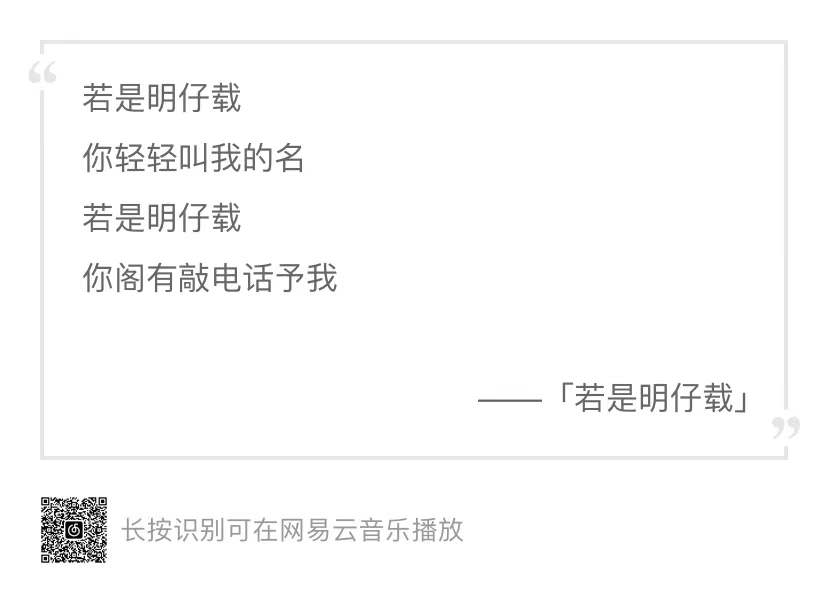 “
若是明仔载
你轻轻叫我的名
若是明仔载
你阁有敲电话予我
——「若是明仔载」
”
长按识别可在网易云音乐播放